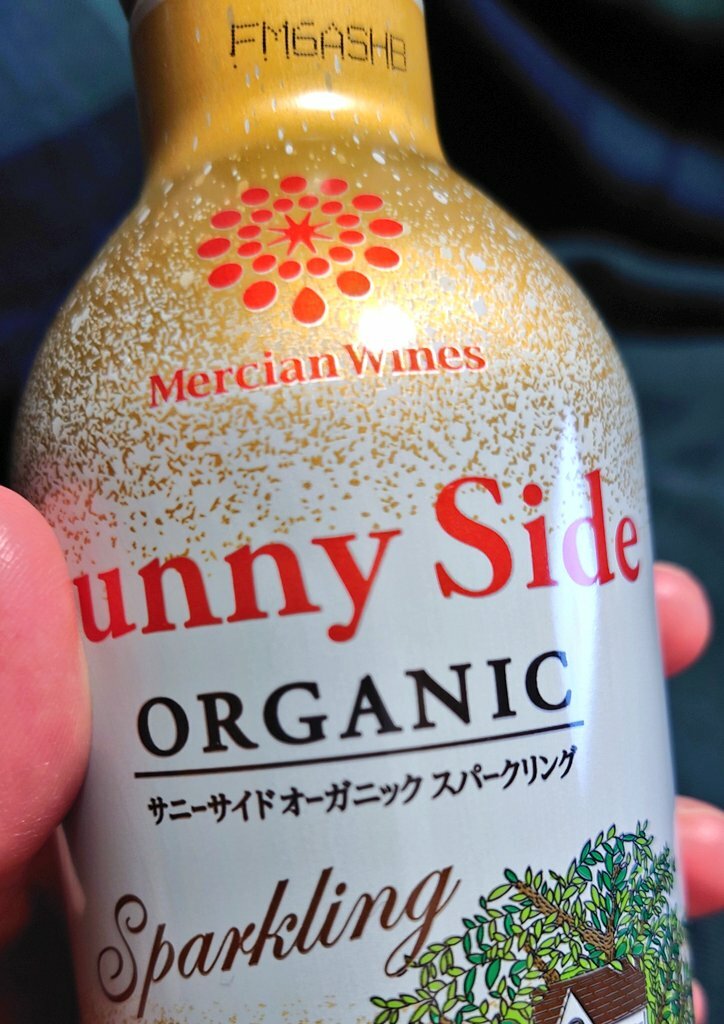 FM6ASHB
Mercian Wines
unny Side
ORGANIC
サニーサイド オーガニック スパークリング
Sparkling